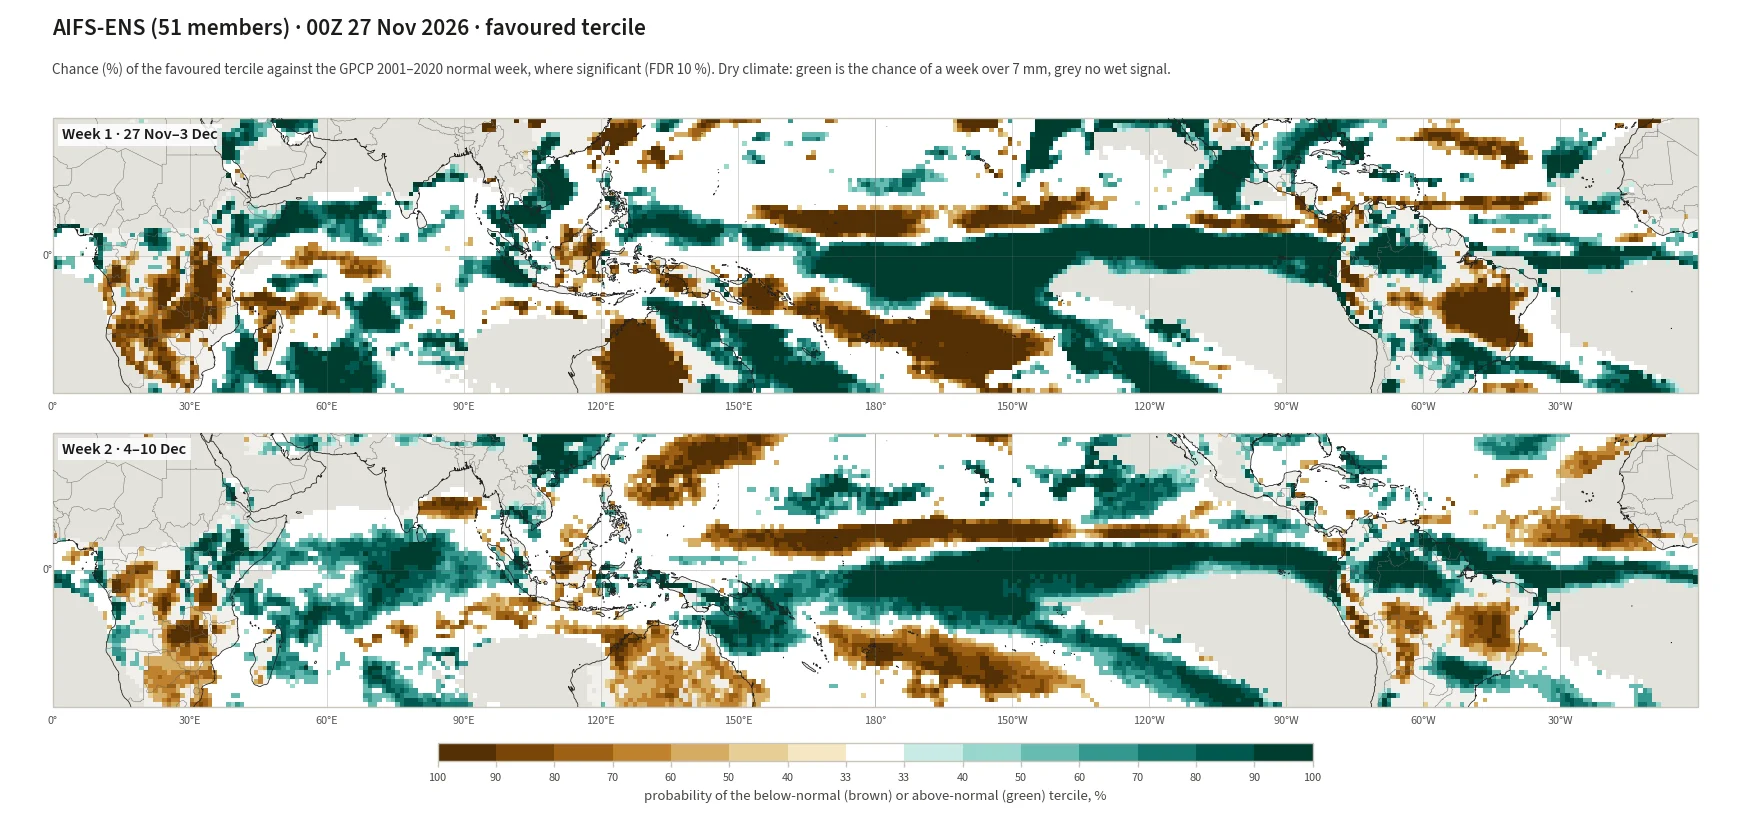 AIFS-ENS (51 members) · 00Z 27 Nov 2026 · favoured tercile
Chance (%) of the favoured tercile against the GPCP 2001–2020 normal week, where significant (FDR 10 %). Dry climate: green is the chance of a week over 7 mm, grey no wet signal.
Week 1 · 27 Nov–3 Dec
0°
0° 30°E 60°E 90°E 120°E 150°E 180° 150°W 120°W 90°W 60°W 30°W
Week 2 · 4–10 Dec
0°
0° 30°E 60°E 90°E 120°E 150°E 180° 150°W 120°W 90°W 60°W 30°W
100 90 80 70 60 50 40 33 33 40 50 60 70 80 90 100
probability of the below-normal (brown) or above-normal (green) tercile, %